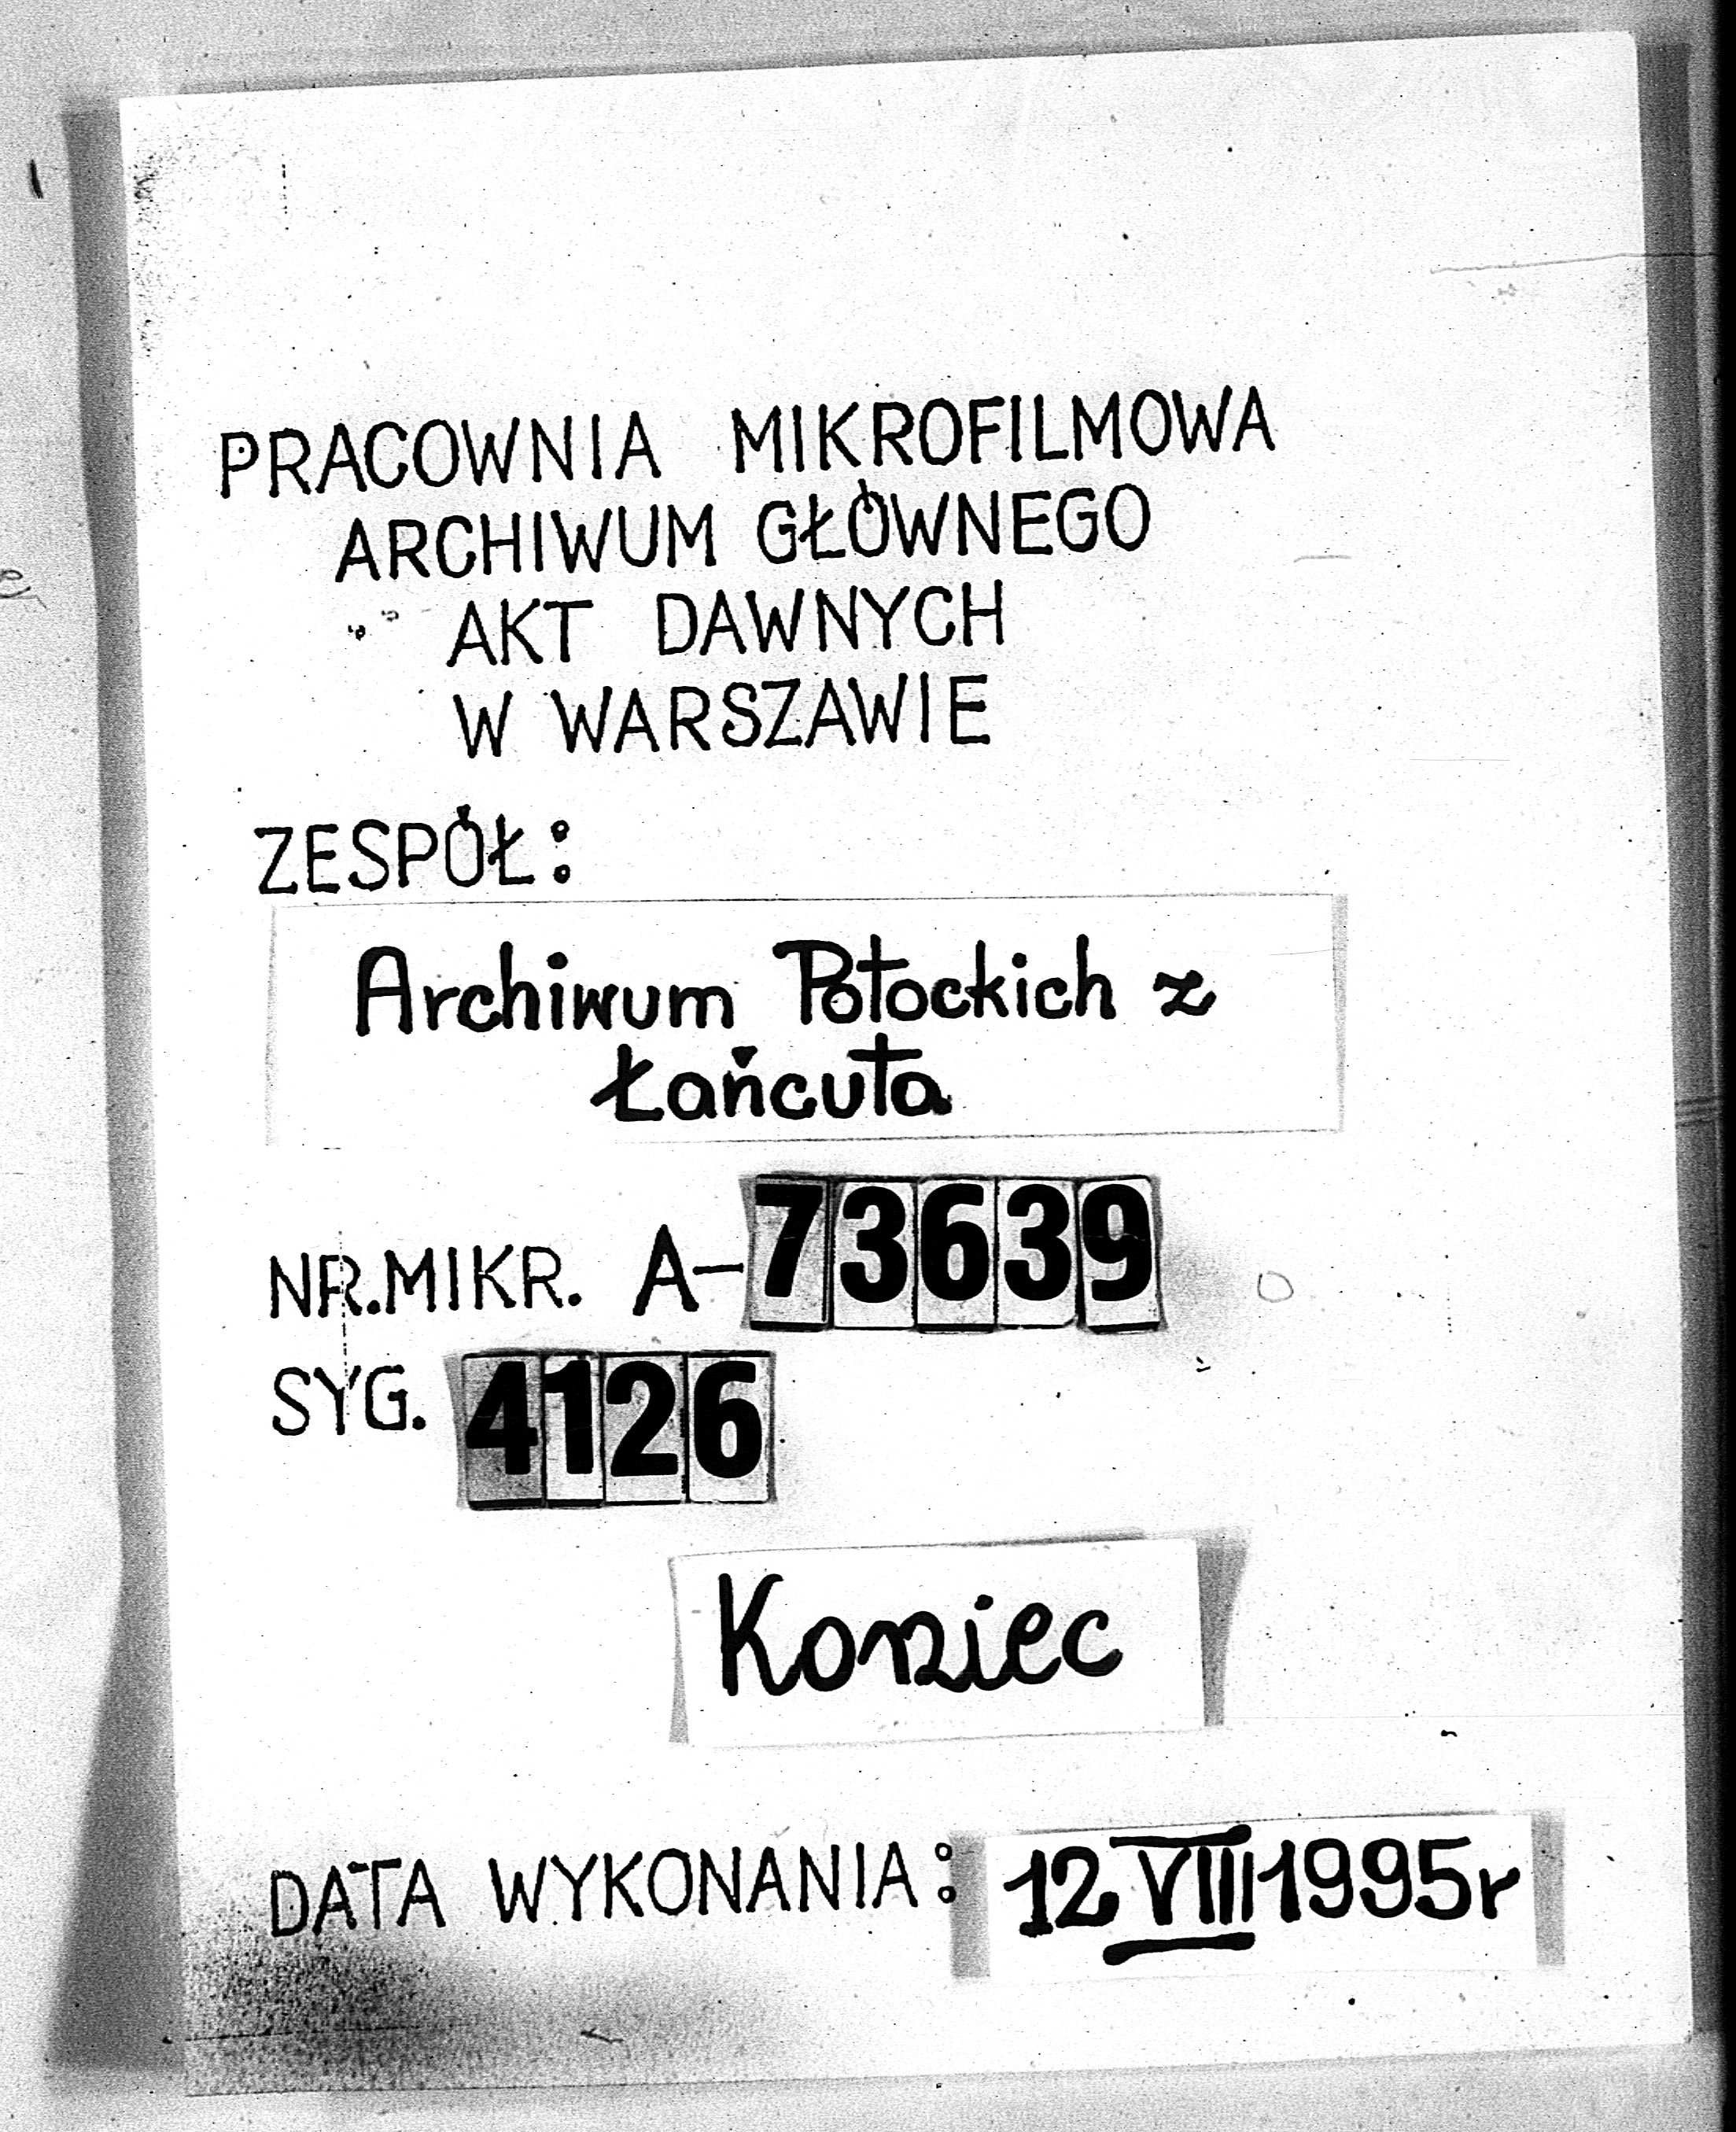 PRACOWNIA MIKROFILMOWA
ARCHIWUM GŁÓWNEGO
AKT DAWNYCH
W WARSZAWIE
ZESPÓŁ:
Archiwum Potockich z
Łańcuta
NR.MIKR. A-73639
SYG. 4126
Koniec
DATA WYKONANIA: 12 VIII 1995r